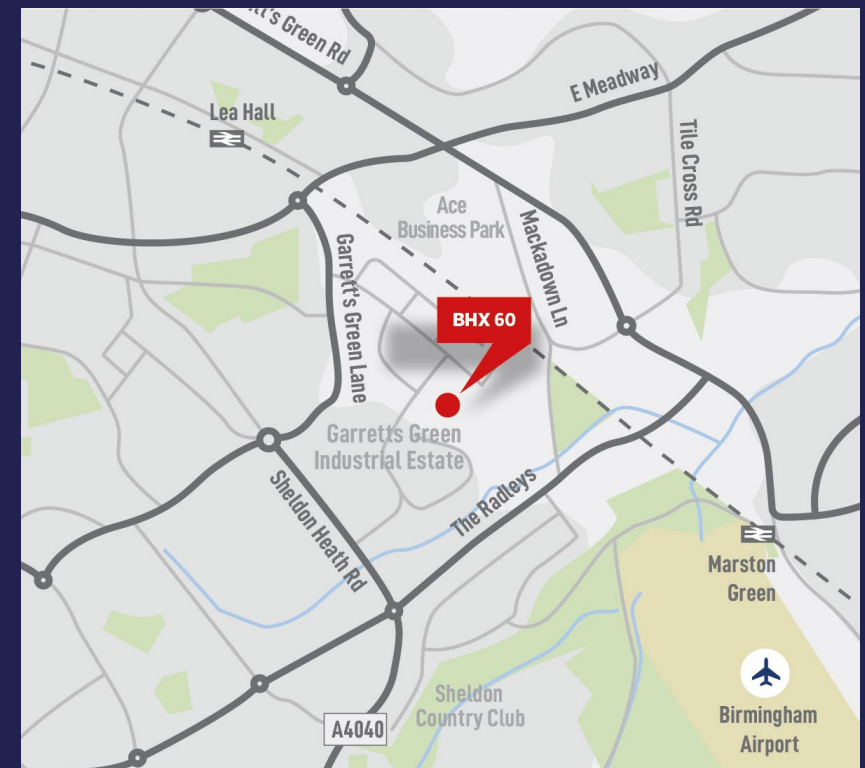 ll's Green Rd
E Meadway
Lea Hall
Tile Cross Rd
Ace
Business Park
Mackadown Ln
Garrett's Green Lane
BHX 60
Garretts Green
Industrial Estate
The Radleys
Sheldon Heath Rd
Marston
Green
Sheldon
Country Club
A4040
Birmingham
Airport